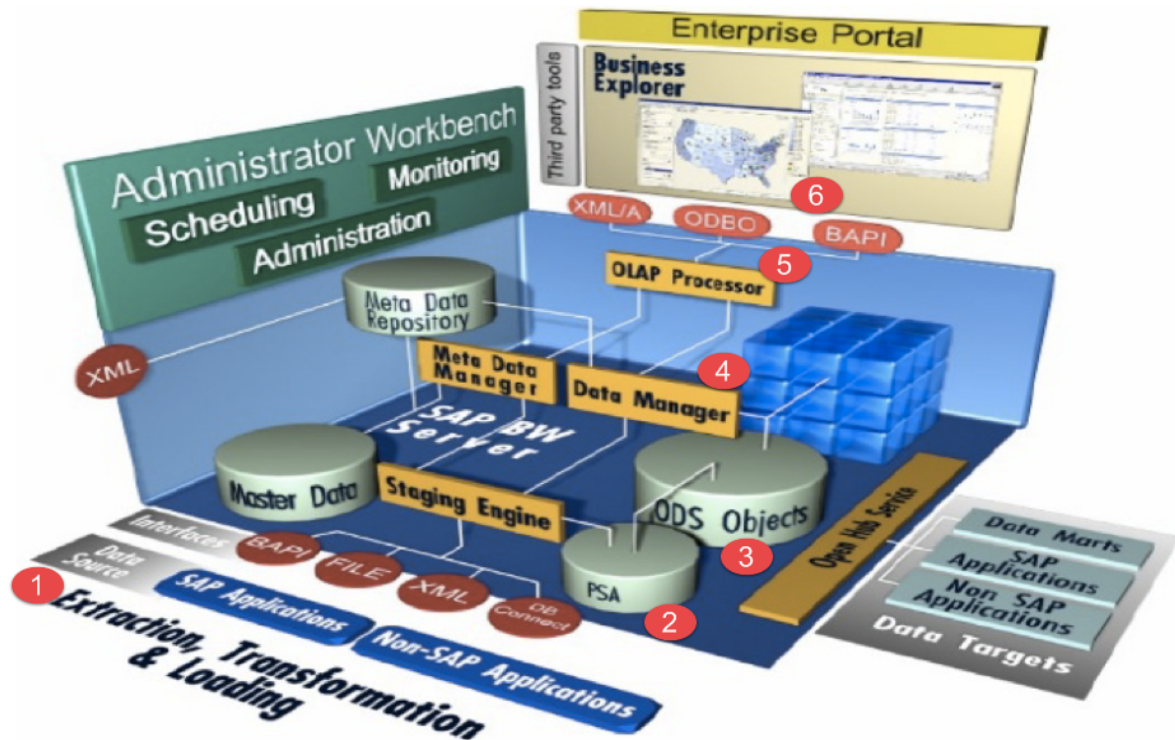 Enterprise Portal
Third party tools
Business
Explorer
6
Administrator Workbench
Scheduling
Monitoring
Administration
XML/A
ODBO
BAPI
5
OLAP Processor
Meta Data
Repository
XML
Meta Data
Manager
4
Data Manager
SAP BW
Server
Master Data
Staging Engine
ODS Objects
3
PSA
2
Open Hub Service
Data Marts
SAP
Applications
Non SAP
Applications
Data Targets
Interfaces
BAPI
FILE
XML
DB
Connect
Data
Source
1
SAP Applications
Non-SAP Applications
Extraction, Transformation
& Loading